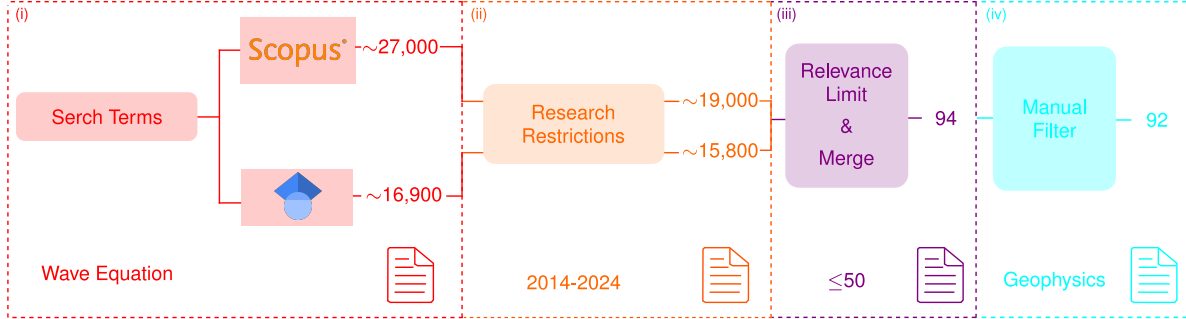 (i)
Serch Terms
Scopus
~27,000
~16,900
Wave Equation
(ii)
Research
Restrictions
~19,000
~15,800
2014-2024
(iii)
Relevance
Limit
&
Merge
94
≤50
(iv)
Manual
Filter
92
Geophysics